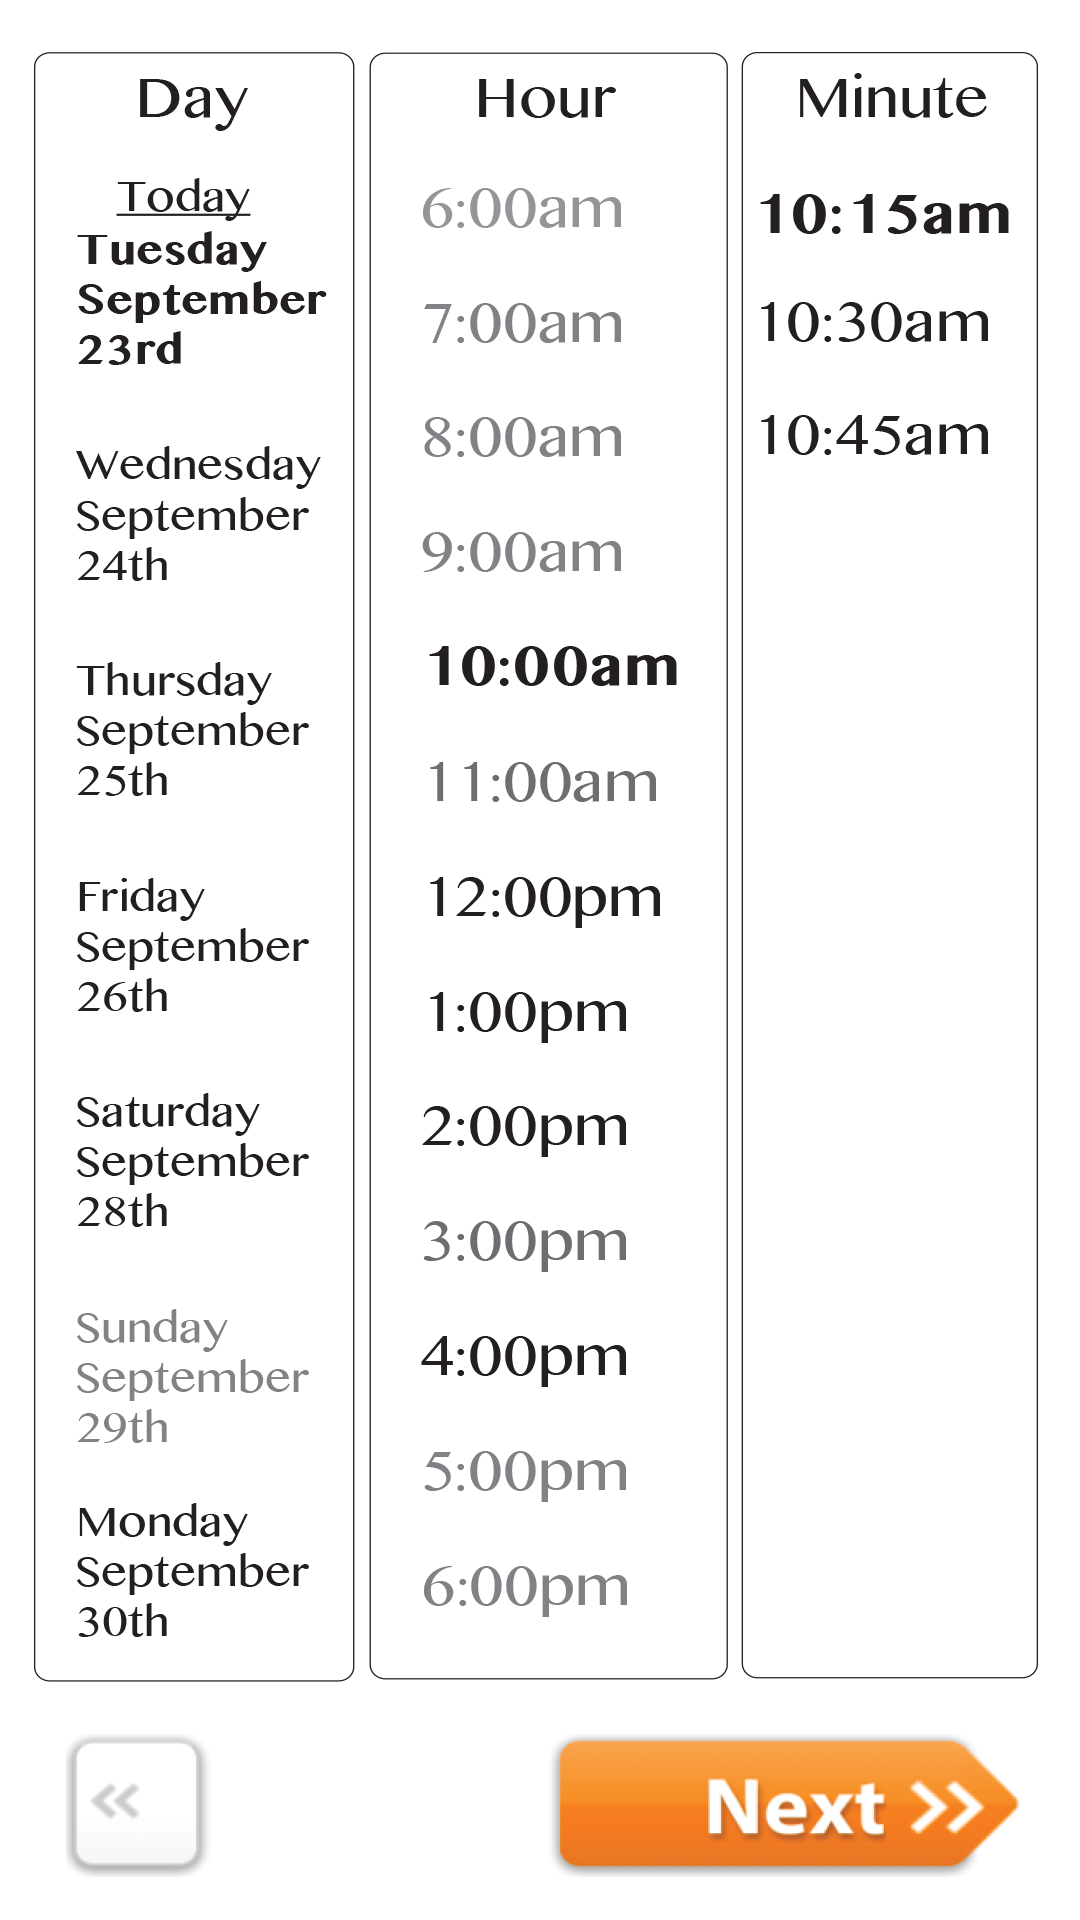 Day
Today
Tuesday
September
23rd
Wednesday
September
24th
Thursday
September
25th
Friday
September
26th
Saturday
September
28th
Sunday
September
29th
Monday
September
30th
Hour
6:00am
7:00am
8:00am
9:00am
10:00am
11:00am
12:00pm
1:00pm
2:00pm
3:00pm
4:00pm
5:00pm
6:00pm
Minute
10:15am
10:30am
10:45am
«
Next »